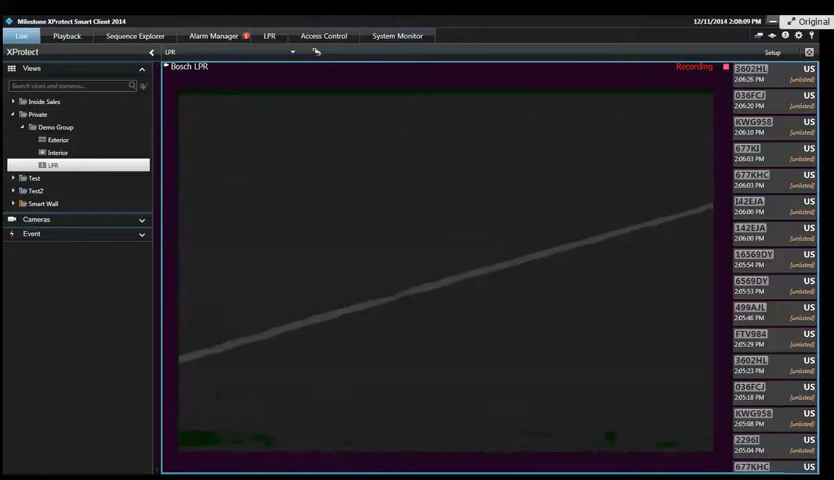 Milestone XProtect Smart Client 2014
12/11/2014 2:08:09 PM
Original
Live Playback Sequence Explorer Alarm Manager LPR Access Control System Monitor
XProtect
LPR
Setup
Views
Search views and cameras...
Inside Sales
Private
Demo Group
Exterior
Interior
LPR
Test
Test2
Smart Wall
Cameras
Event
Bosch LPR
Recording
3602HL US
2:06:26 PM [unlisted]
036FCJ US
2:06:20 PM [unlisted]
KWG958 US
2:06:10 PM [unlisted]
677KI US
2:06:03 PM [unlisted]
677KHC US
2:06:03 PM [unlisted]
I42EJA US
2:06:00 PM [unlisted]
142EJA US
2:06:00 PM [unlisted]
16569DY US
2:05:54 PM [unlisted]
6569DY US
2:05:53 PM [unlisted]
499AJL US
2:05:46 PM [unlisted]
FTV984 US
2:05:29 PM [unlisted]
3602HL US
2:05:23 PM [unlisted]
036FCJ US
2:05:18 PM [unlisted]
KWG958 US
2:05:08 PM [unlisted]
2296I US
2:05:04 PM [unlisted]
677KHC US